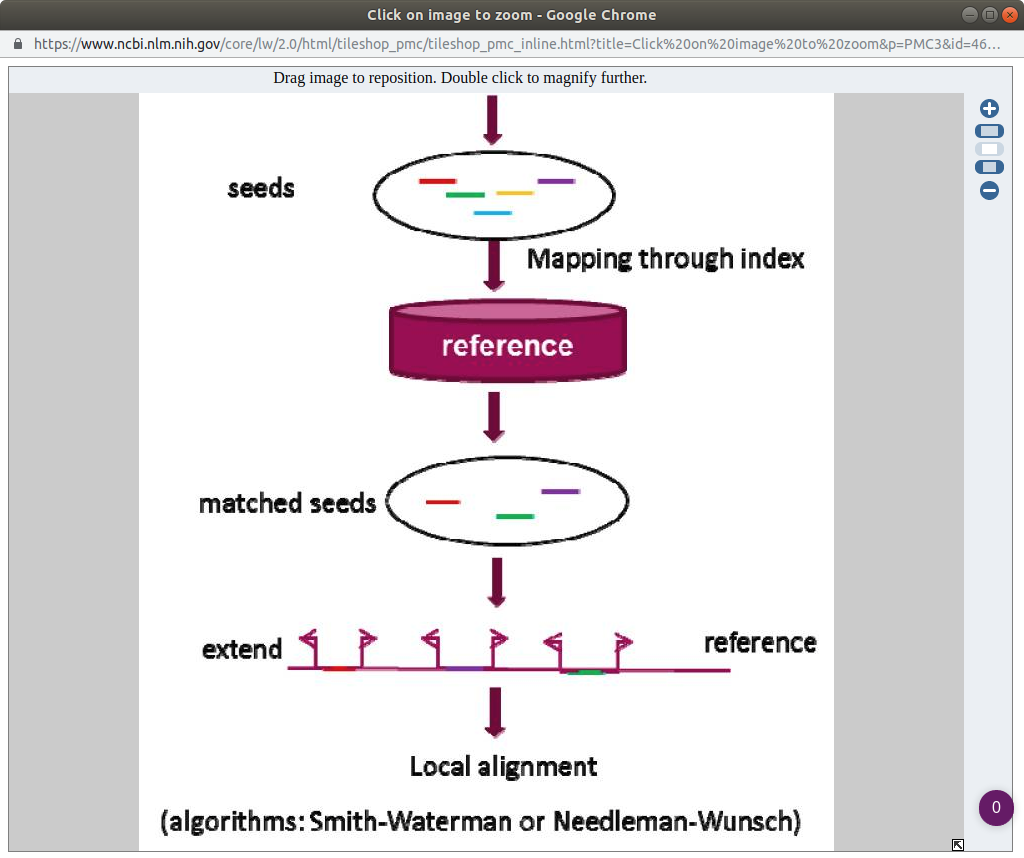 Click on image to zoom - Google Chrome
https://www.ncbi.nlm.nih.gov/core/lw/2.0/html/tileshop_pmc/tileshop_pmc_inline.html?title=Click%20on%20image%20to%20zoom&p=PMC3&id=46...
Drag image to reposition. Double click to magnify further.
seeds
Mapping through index
reference
matched seeds
extend
reference
Local alignment
(algorithms: Smith-Waterman or Needleman-Wunsch)
0